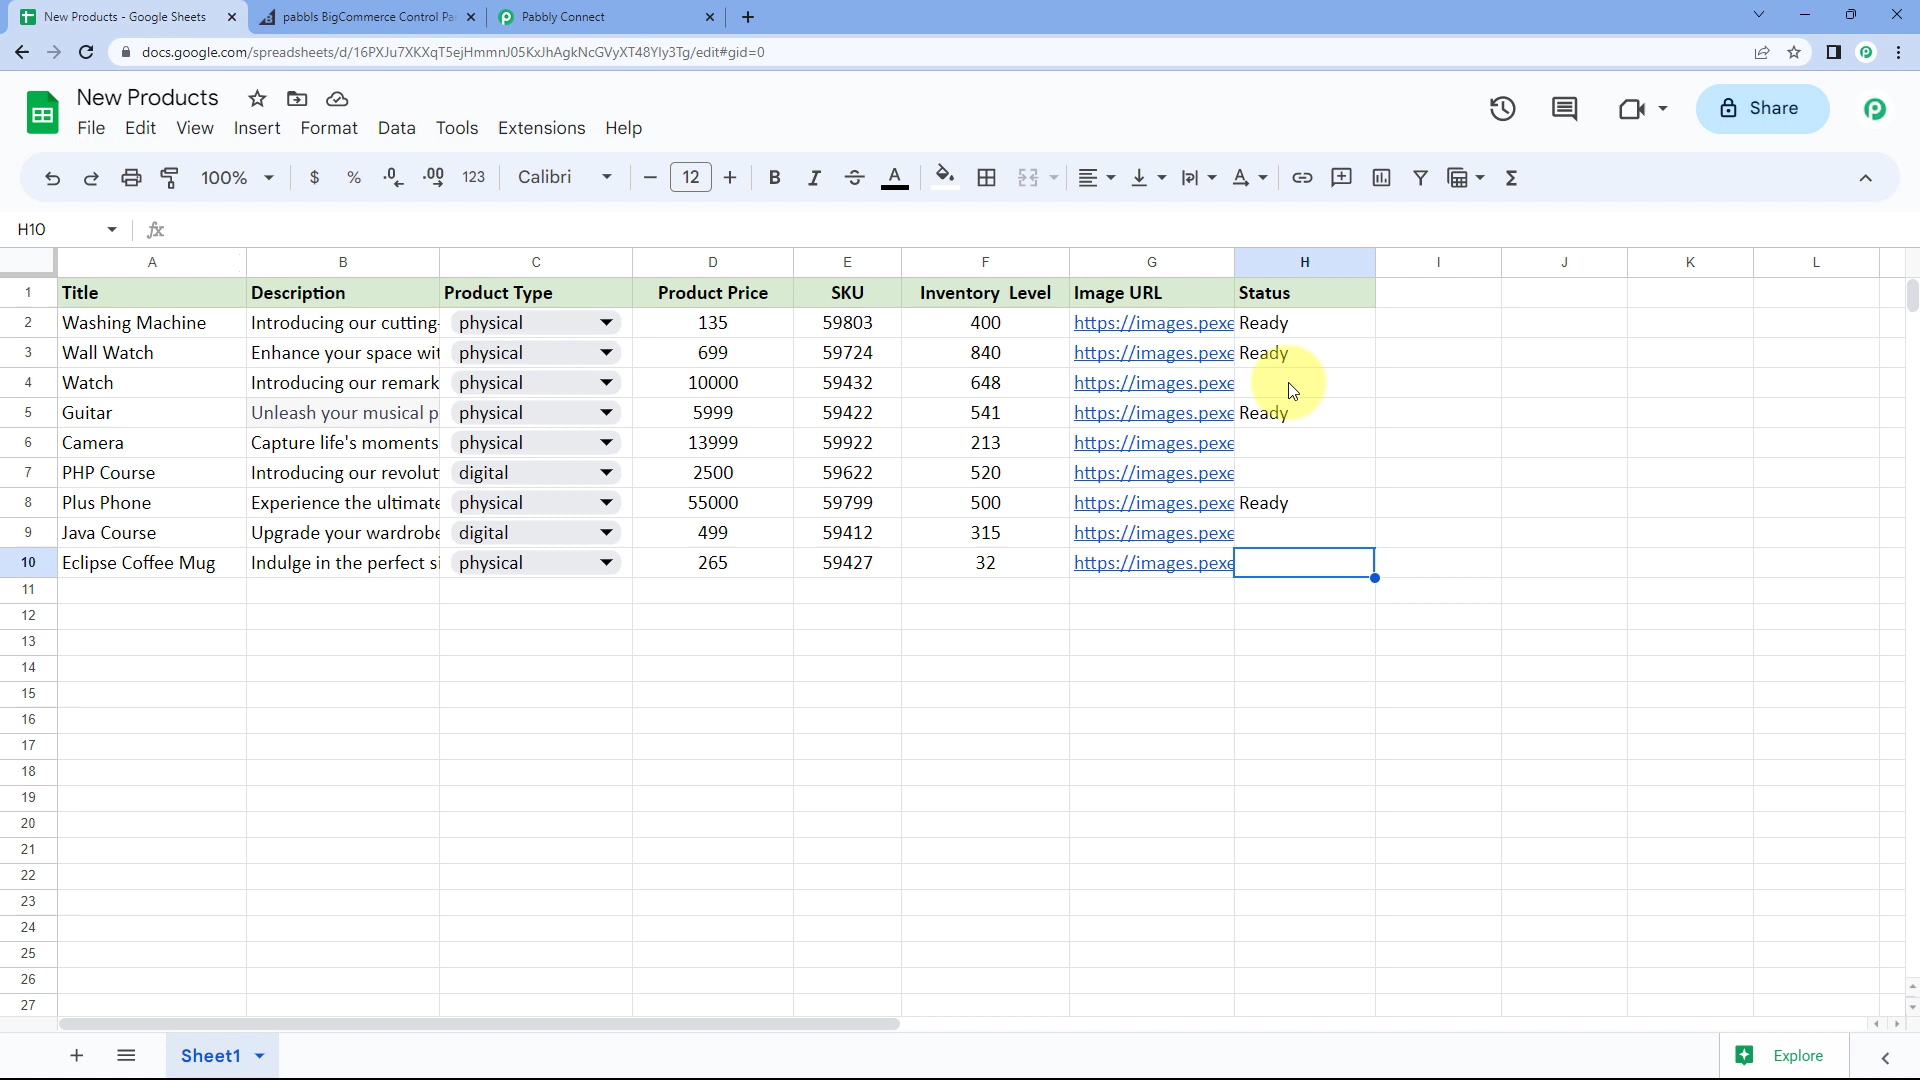 New Products - Google Sheets
pabbls BigCommerce Control Pa
Pabbly Connect
docs.google.com/spreadsheets/d/16PXJu7XKXqT5ejHmmnJ05KxJhAgkNcGVyXT48Yly3Tg/edit#gid=0
New Products
File Edit View Insert Format Data Tools Extensions Help
Share
100% $ % .0 .00 123 Calibri 12 B I A
H10 fx
A B C D E F G H I J K L
1 Title Description Product Type Product Price SKU Inventory Level Image URL Status
2 Washing Machine Introducing our cutting- physical 135 59803 400 https://images.pexe Ready
3 Wall Watch Enhance your space wit physical 699 59724 840 https://images.pexe Ready
4 Watch Introducing our remark physical 10000 59432 648 https://images.pexe
5 Guitar Unleash your musical p physical 5999 59422 541 https://images.pexe Ready
6 Camera Capture life's moments physical 13999 59922 213 https://images.pexe
7 PHP Course Introducing our revolut digital 2500 59622 520 https://images.pexe
8 Plus Phone Experience the ultimate physical 55000 59799 500 https://images.pexe Ready
9 Java Course Upgrade your wardrobe digital 499 59412 315 https://images.pexe
10 Eclipse Coffee Mug Indulge in the perfect si physical 265 59427 32 https://images.pexe
11
12
13
14
15
16
17
18
19
20
21
22
23
24
25
26
27
Sheet1
Explore